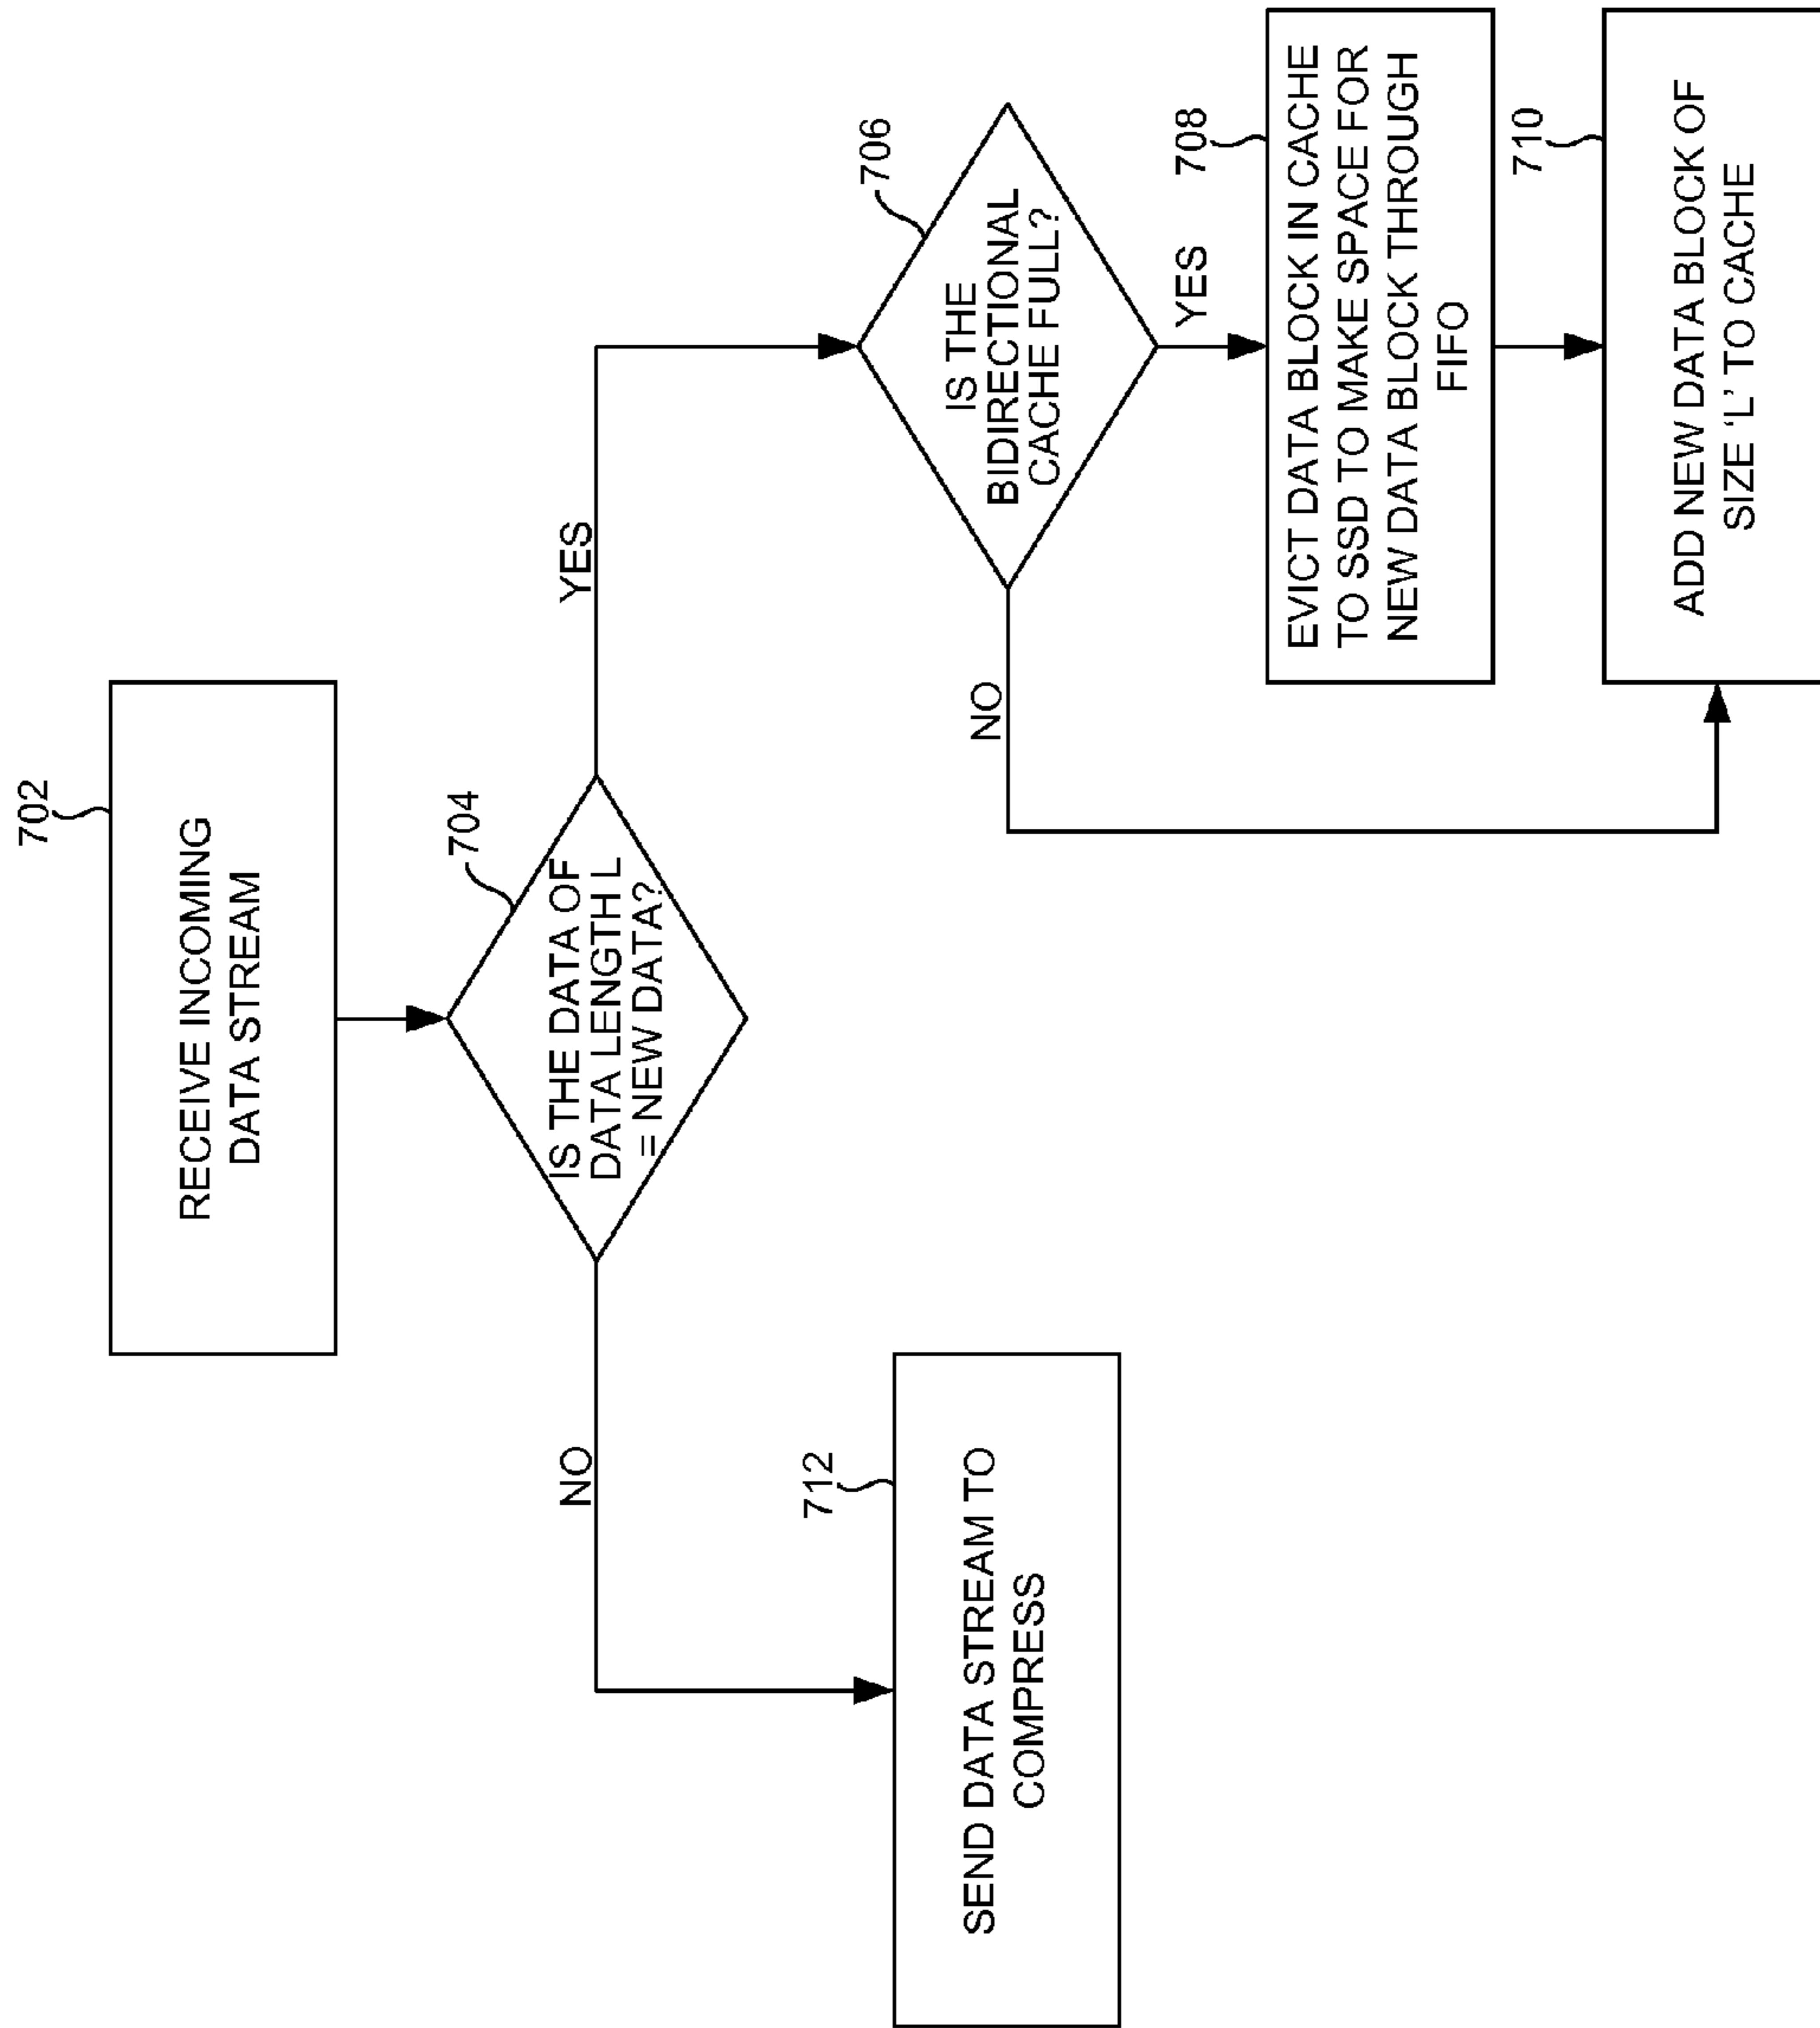 702
RECEIVE INCOMING
DATA STREAM
704
IS THE DATA OF
DATA LENGTH L
= NEW DATA?
NO
YES
712
SEND DATA STREAM TO
COMPRESS
706
IS THE
BIDIRECTIONAL
CACHE FULL?
NO
YES
708
EVICT DATA BLOCK IN CACHE
TO SSD TO MAKE SPACE FOR
NEW DATA BLOCK THROUGH
FIFO
710
ADD NEW DATA BLOCK OF
SIZE 'L' TO CACHE